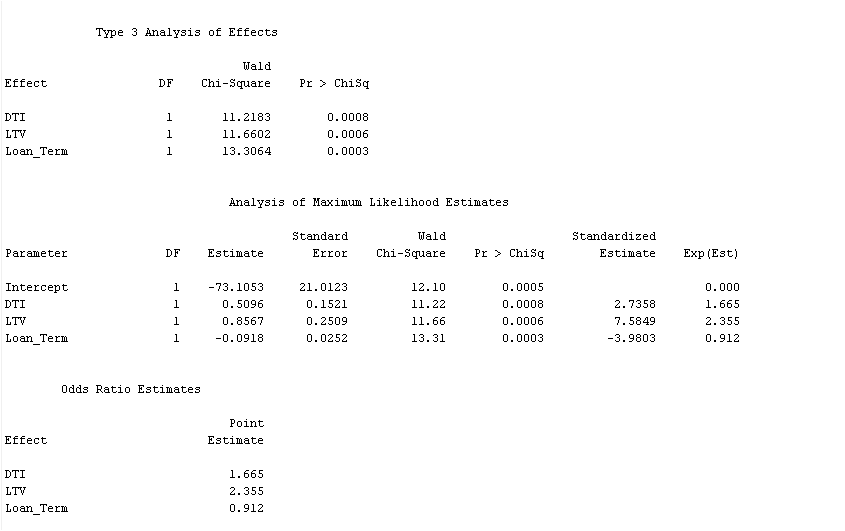 Type 3 Analysis of Effects
Wald
Effect DF Chi-Square Pr > ChiSq
DTI 1 11.2183 0.0008
LTV 1 11.6602 0.0006
Loan_Term 1 13.3064 0.0003
Analysis of Maximum Likelihood Estimates
Standard Wald Standardized
Parameter DF Estimate Error Chi-Square Pr > ChiSq Estimate Exp(Est)
Intercept 1 -73.1053 21.0123 12.10 0.0005 0.000
DTI 1 0.5096 0.1521 11.22 0.0008 2.7358 1.665
LTV 1 0.8567 0.2509 11.66 0.0006 7.5849 2.355
Loan_Term 1 -0.0918 0.0252 13.31 0.0003 -3.9803 0.912
Odds Ratio Estimates
Point
Effect Estimate
DTI 1.665
LTV 2.355
Loan_Term 0.912